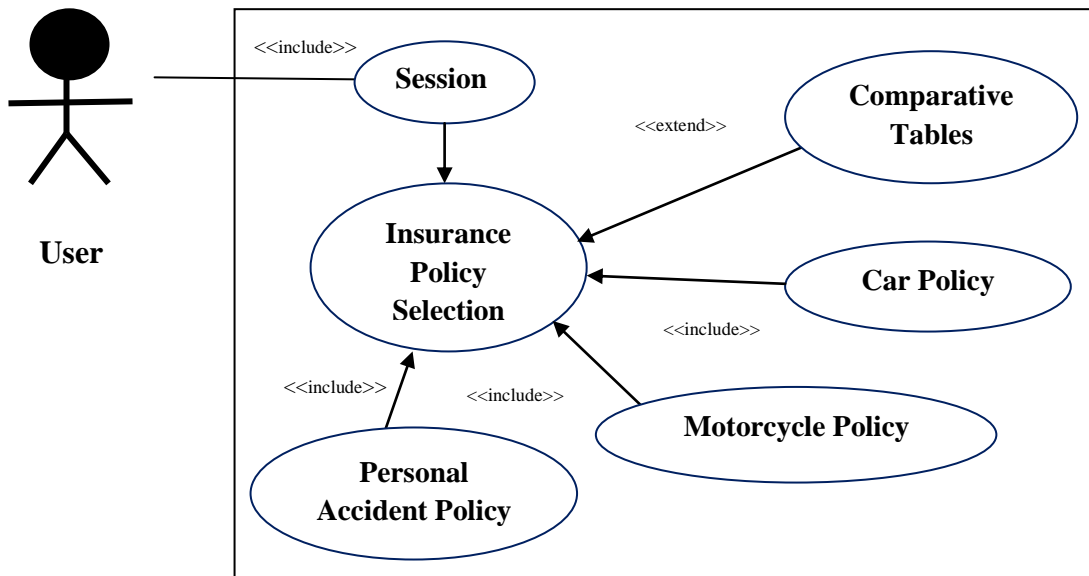 <<include>>
Session
Comparative
Tables
<<extend>>
User
Insurance
Policy
Selection
Car Policy
<<include>>
<<include>>
<<include>>
Motorcycle Policy
Personal
Accident Policy